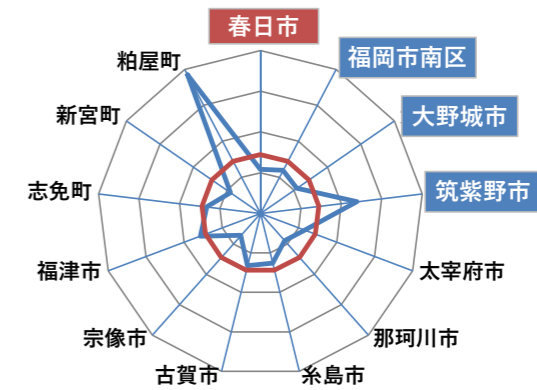 春日市
福岡市南区
大野城市
筑紫野市
太宰府市
那珂川市
糸島市
古賀市
宗像市
福津市
志免町
新宮町
粕屋町